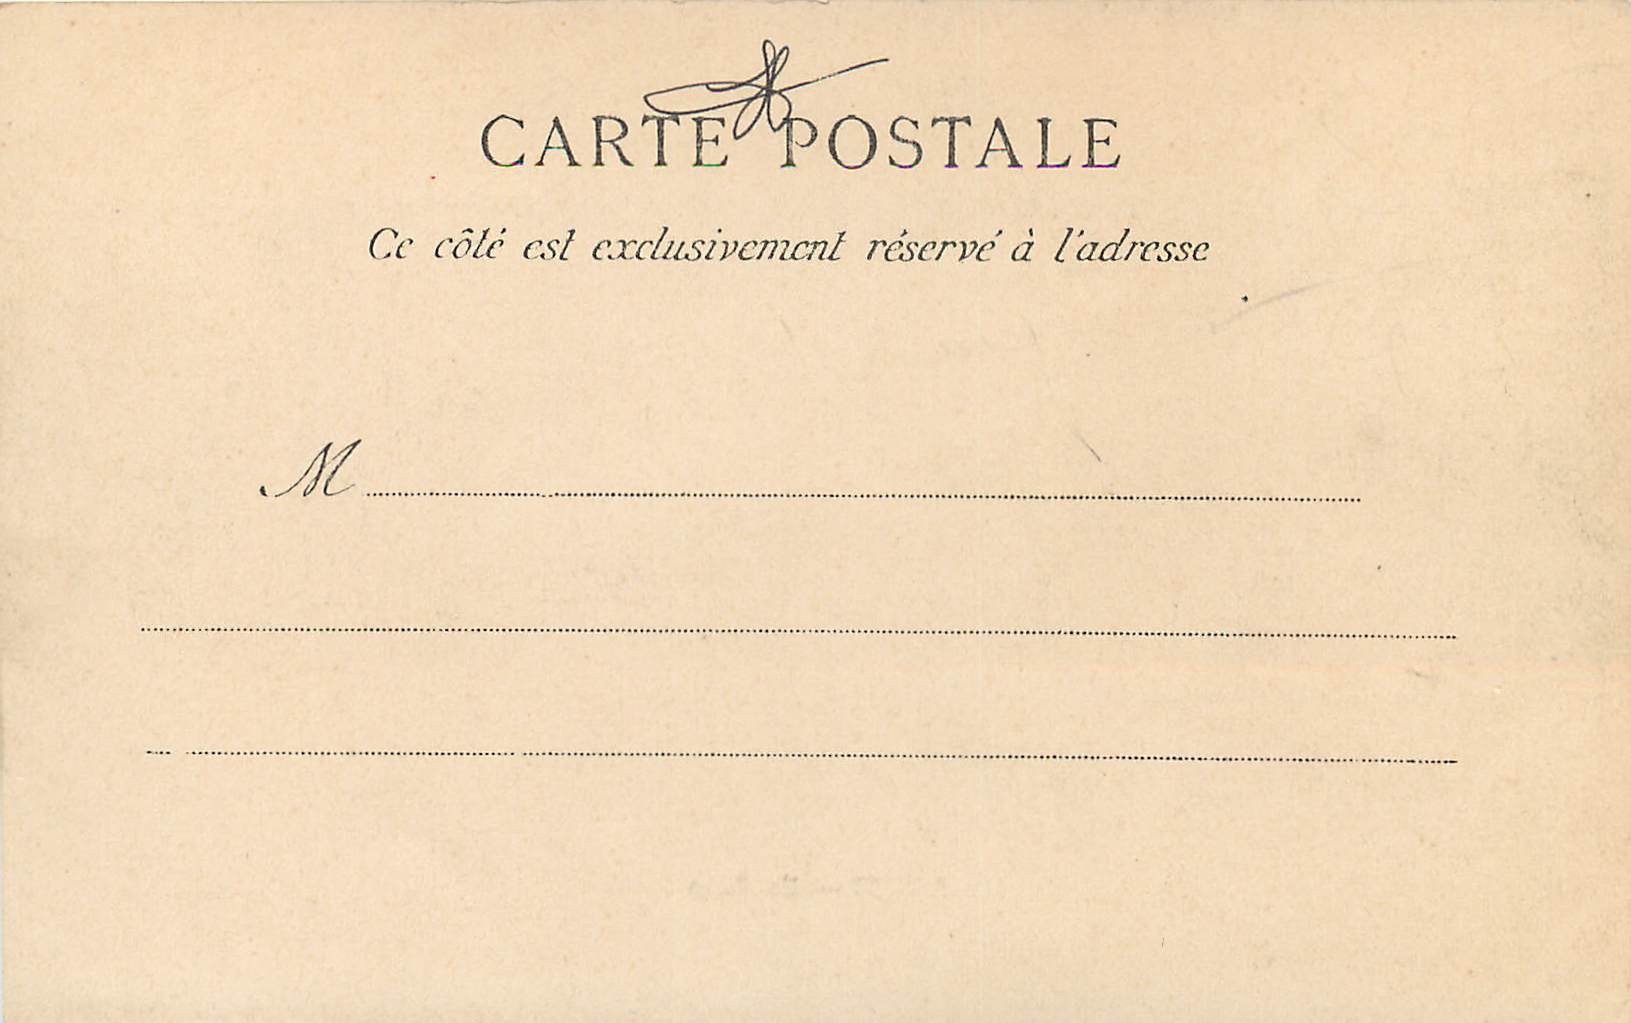 CARTE POSTALE
Ce côté est exclusivement réservé à l'adresse
M